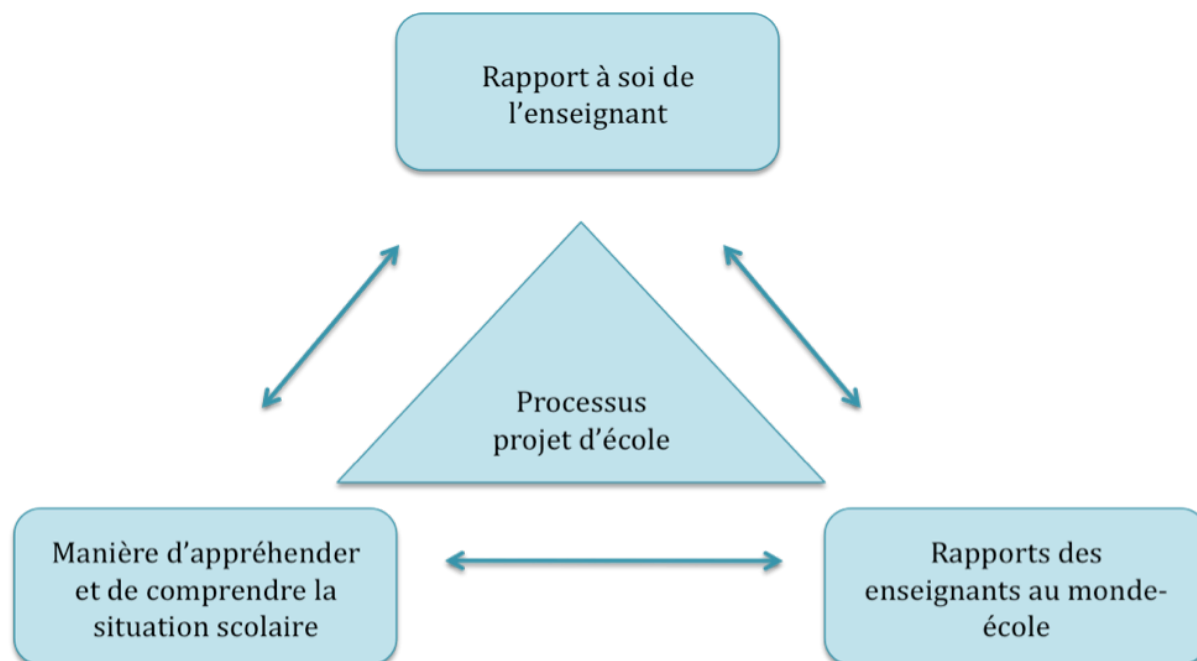 Rapport à soi de
l’enseignant
Processus
projet d’école
Manière d’appréhender
et de comprendre la
situation scolaire
Rapports des
enseignants au monde-
école